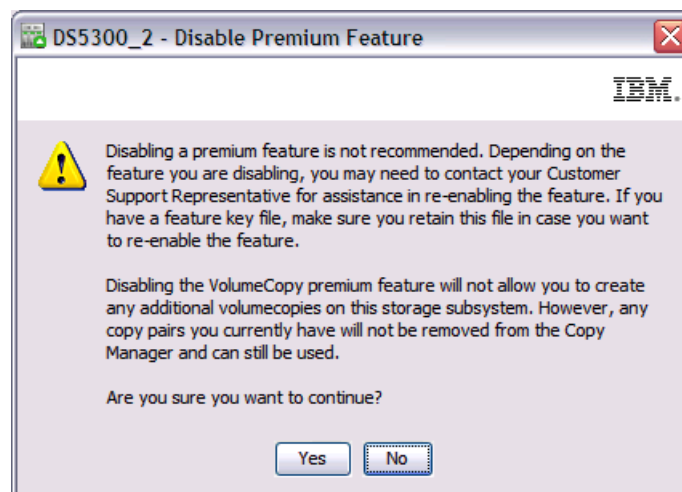 DS5300_2 - Disable Premium Feature
IBM.
Disabling a premium feature is not recommended. Depending on the
feature you are disabling, you may need to contact your Customer
Support Representative for assistance in re-enabling the feature. If you
have a feature key file, make sure you retain this file in case you want
to re-enable the feature.
Disabling the VolumeCopy premium feature will not allow you to create
any additional volumecopies on this storage subsystem. However, any
copy pairs you currently have will not be removed from the Copy
Manager and can still be used.
Are you sure you want to continue?
Yes No